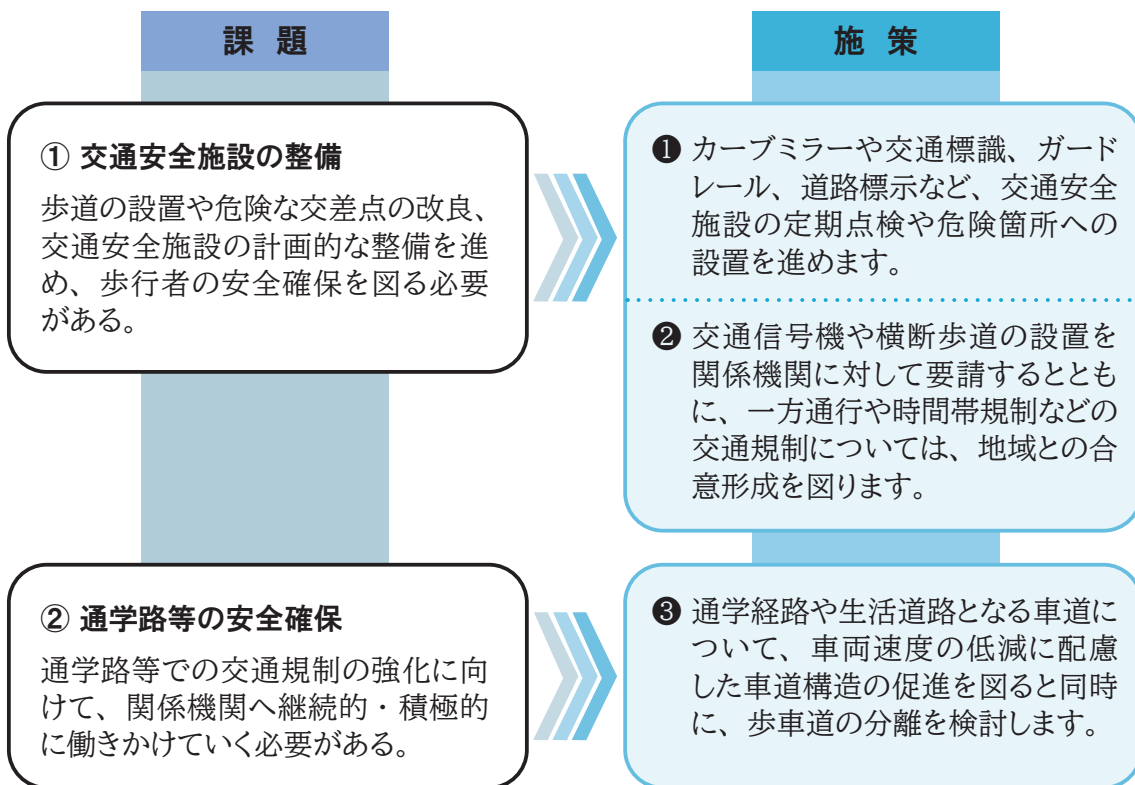 課題
① 交通安全施設の整備
歩道の設置や危険な交差点の改良、
交通安全施設の計画的な整備を進
め、歩行者の安全確保を図る必要
がある。
② 通学路等の安全確保
通学路等での交通規制の強化に向
けて、関係機関へ継続的・積極的
に働きかけていく必要がある。
施策
❶ カーブミラーや交通標識、ガード
レール、道路標示など、交通安全
施設の定期点検や危険箇所への
設置を進めます。
❷ 交通信号機や横断歩道の設置を
関係機関に対して要請するととも
に、一方通行や時間帯規制などの
交通規制については、地域との合
意形成を図ります。
❸ 通学経路や生活道路となる車道に
ついて、車両速度の低減に配慮
した車道構造の促進を図ると同時
に、歩車道の分離を検討します。